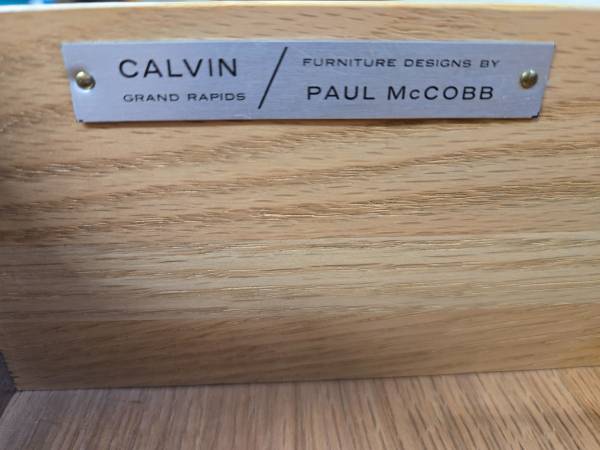 CALVIN / FURNITURE DESIGNS BY
GRAND RAPIDS PAUL McCOBB